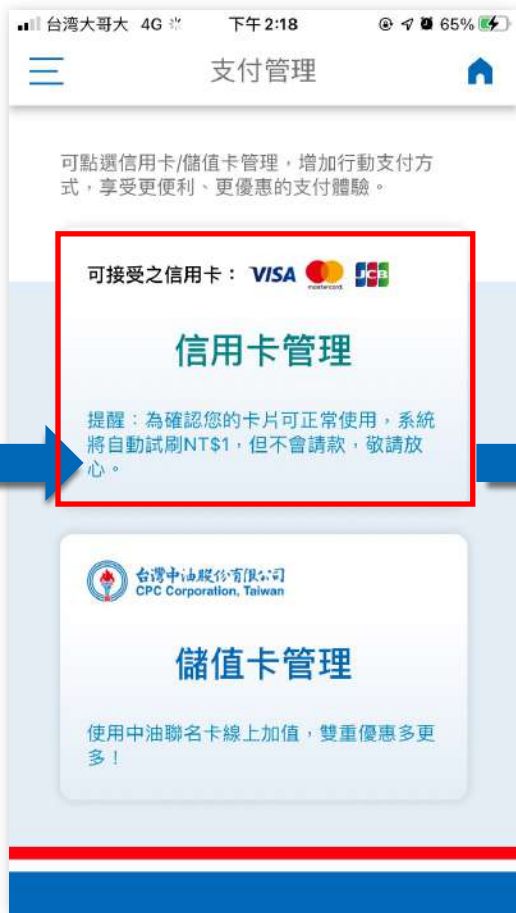 台灣大哥大 4G 下午2:18 65%
支付管理
可點選信用卡/儲值卡管理，增加行動支付方
式，享受更便利、更優惠的支付體驗。
可接受之信用卡： VISA mastercard JCB
信用卡管理
提醒：為確認您的卡片可正常使用，系統
將自動試刷NT$1，但不會請款，敬請放
心。
台灣中油股份有限公司
CPC Corporation, Taiwan
儲值卡管理
使用中油聯名卡線上加值，雙重優惠多更
多！